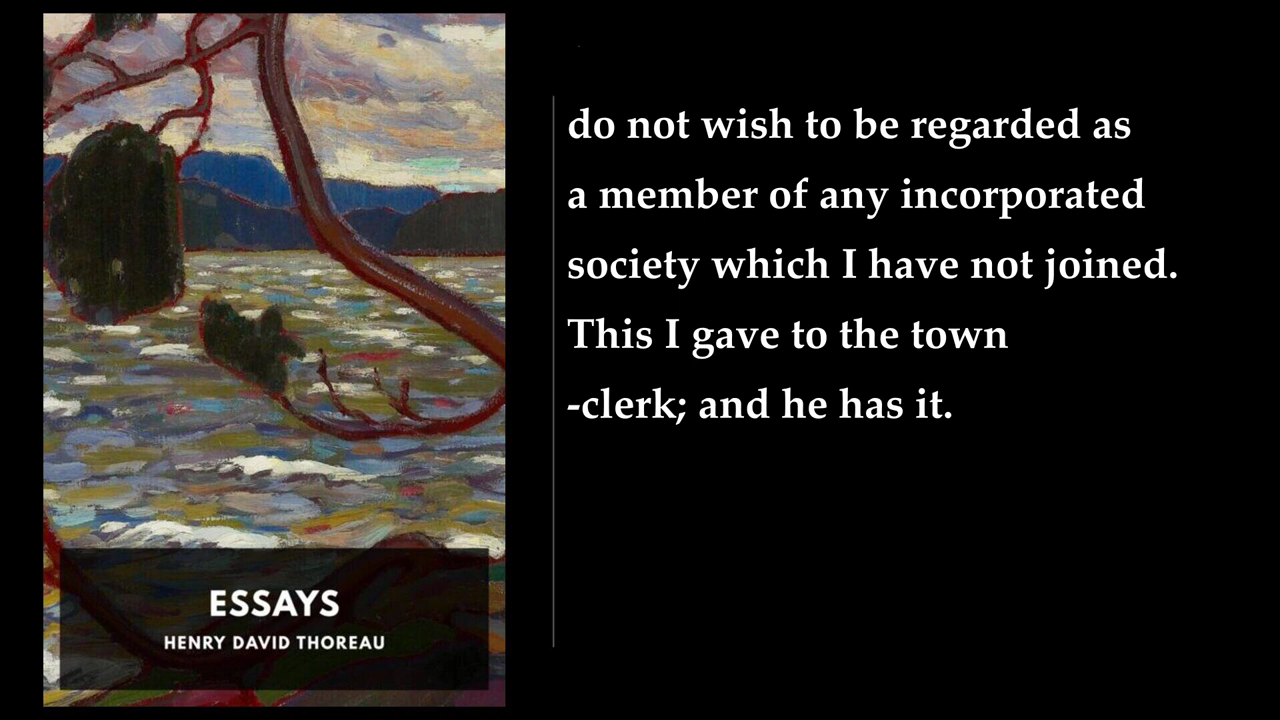 do not wish to be regarded as
a member of any incorporated
society which I have not joined.
This I gave to the town
-clerk; and he has it.
ESSAYS
HENRY DAVID THOREAU